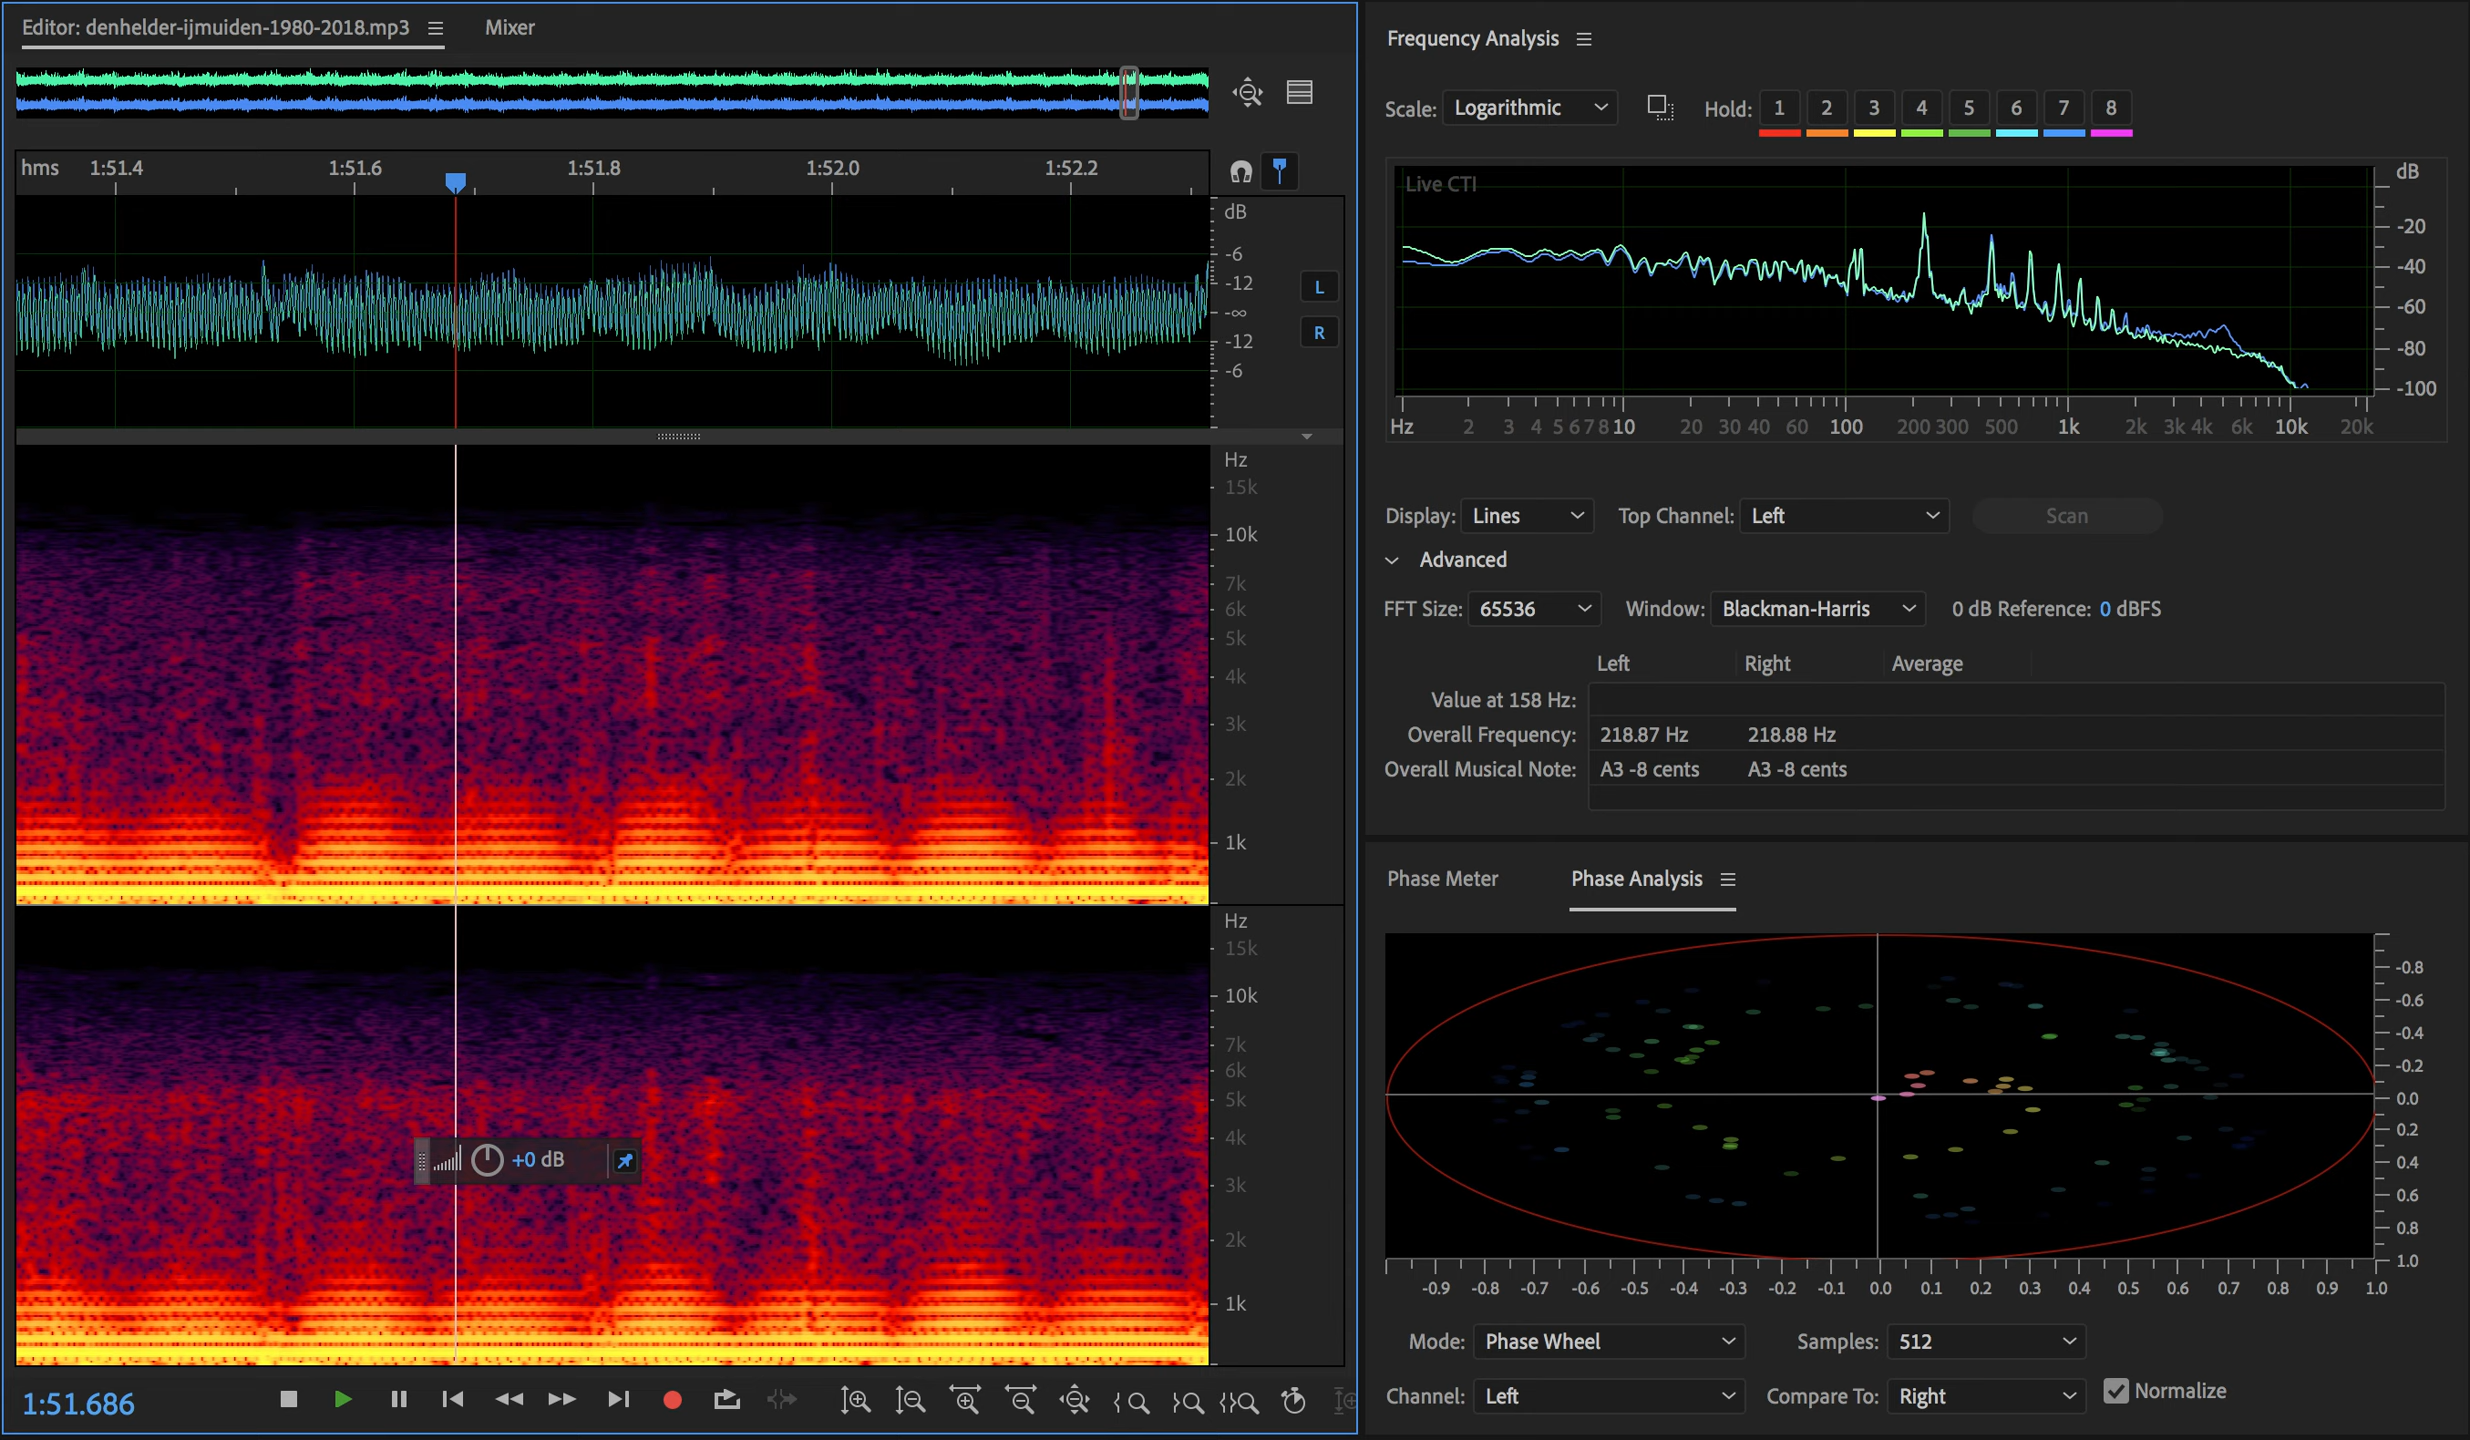 Editor: denhelder-ijmuiden-1980-2018.mp3
Mixer
hms 1:51.4 1:51.6 1:51.8 1:52.0 1:52.2
dB
-6
-12
-∞
-12
-6
L
R
Hz
15k
10k
7k
6k
5k
4k
3k
2k
1k
Hz
15k
10k
7k
6k
5k
4k
3k
2k
1k
+0 dB
1:51.686
Frequency Analysis
Scale: Logarithmic Hold: 1 2 3 4 5 6 7 8
Live CTI
dB
-20
-40
-60
-80
-100
Hz 2 3 4 5 6 7 8 10 20 30 40 60 100 200 300 500 1k 2k 3k 4k 6k 10k 20k
Display: Lines Top Channel: Left Scan
Advanced
FFT Size: 65536 Window: Blackman-Harris 0 dB Reference: 0 dBFS
Left Right Average
Value at 158 Hz:
Overall Frequency: 218.87 Hz 218.88 Hz
Overall Musical Note: A3 -8 cents A3 -8 cents
Phase Meter Phase Analysis
-0.8
-0.6
-0.4
-0.2
0.0
0.2
0.4
0.6
0.8
1.0
-0.9 -0.8 -0.7 -0.6 -0.5 -0.4 -0.3 -0.2 -0.1 0.0 0.1 0.2 0.3 0.4 0.5 0.6 0.7 0.8 0.9 1.0
Mode: Phase Wheel Samples: 512
Channel: Left Compare To: Right Normalize